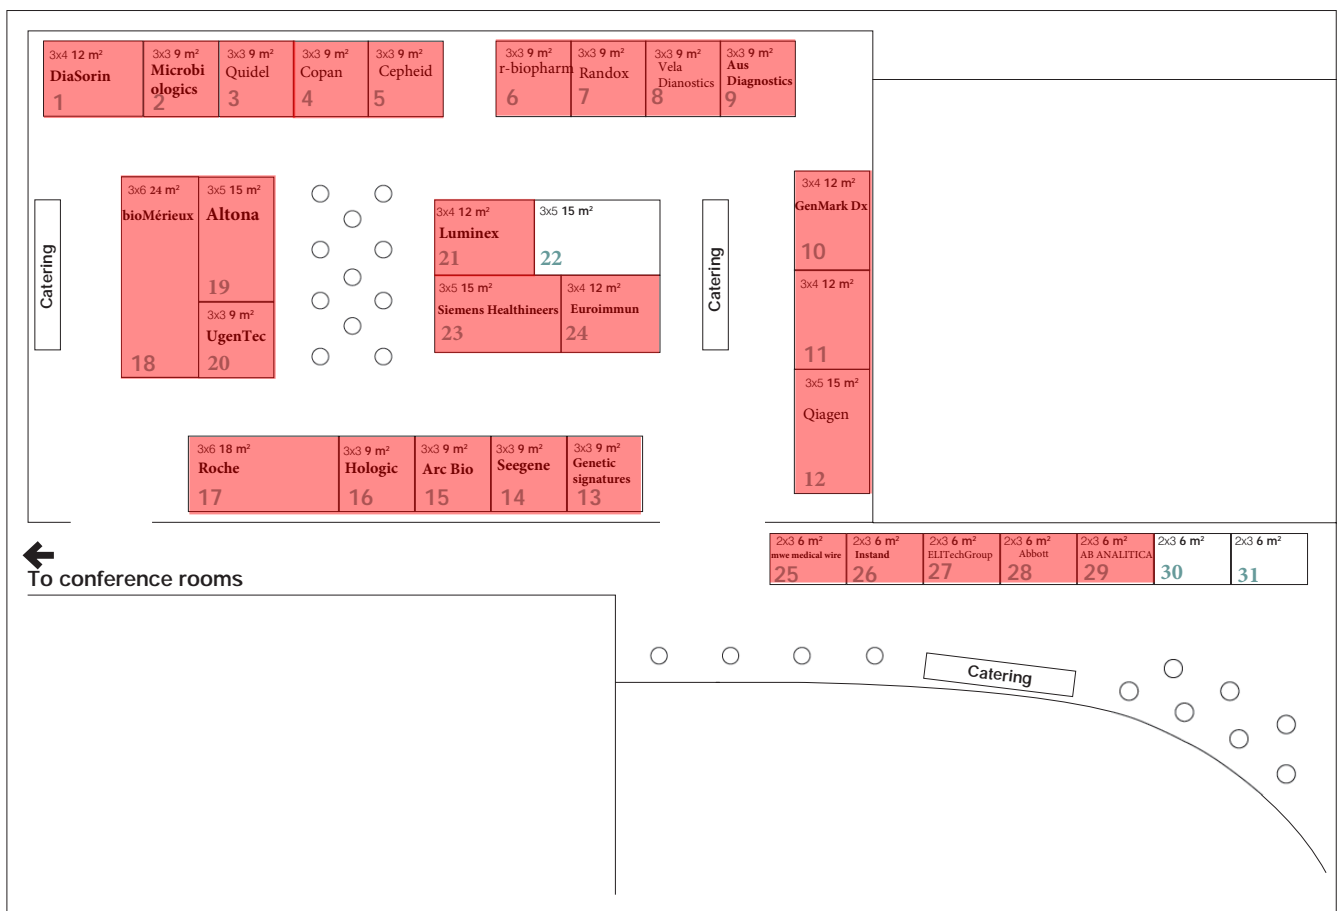 3x4 12 m²
DiaSorin
1
3x3 9 m²
Microbi
ologics
2
3x3 9 m²
Quidel
3
3x3 9 m²
Copan
4
3x3 9 m²
Cepheid
5
3x3 9 m²
r-biopharm
6
3x3 9 m²
Randox
7
3x3 9 m²
Vela
Dianostics
8
3x3 9 m²
Aus
Diagnostics
9
Catering
3x6 24 m²
bioMérieux
18
3x5 15 m²
Altona
19
3x3 9 m²
UgenTec
20
3x4 12 m²
Luminex
21
3x5 15 m²
22
3x5 15 m²
Siemens Healthineers
23
3x4 12 m²
Euroimmun
24
Catering
3x4 12 m²
GenMark Dx
10
3x4 12 m²
11
3x5 15 m²
Qiagen
12
3x6 18 m²
Roche
17
3x3 9 m²
Hologic
16
3x3 9 m²
Arc Bio
15
3x3 9 m²
Seegene
14
3x3 9 m²
Genetic
signatures
13
To conference rooms
2x3 6 m²
mwe medical wire
25
2x3 6 m²
Instand
26
2x3 6 m²
ELITechGroup
27
2x3 6 m²
Abbott
28
2x3 6 m²
AB ANALITICA
29
2x3 6 m²
30
2x3 6 m²
31
Catering